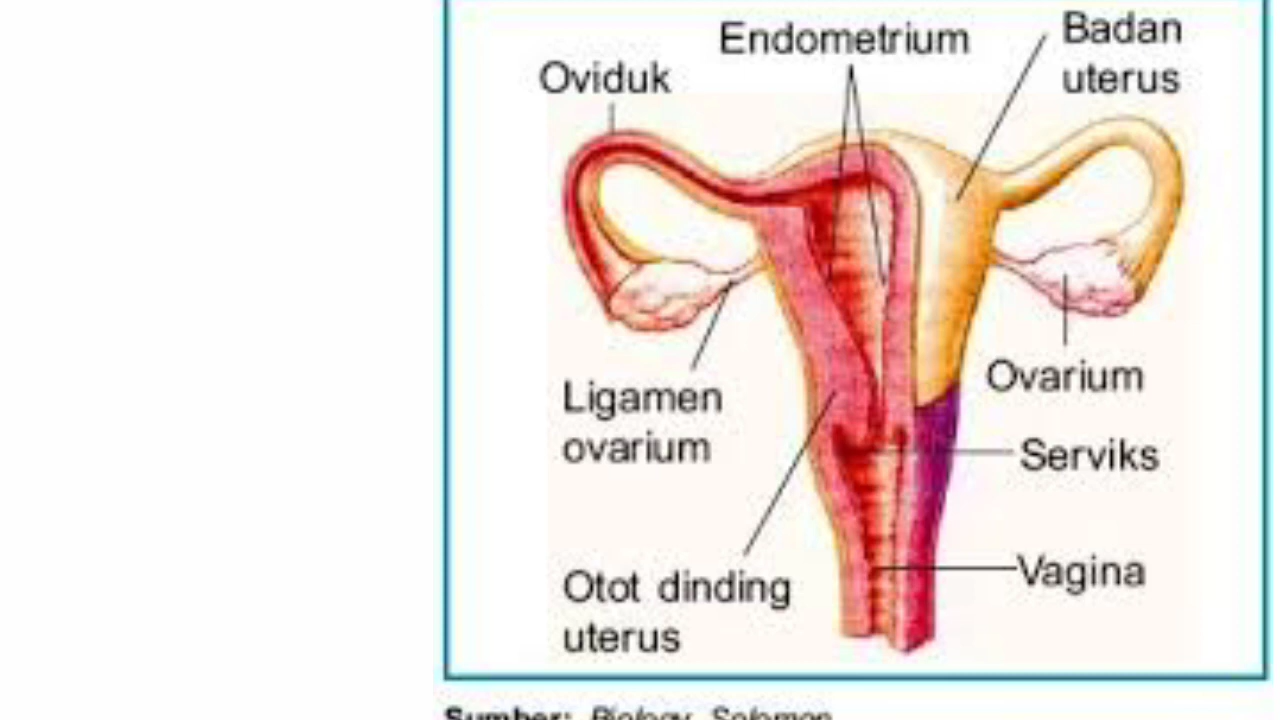 Endometrium
Badan
uterus
Oviduk
Ligamen
ovarium
Ovarium
Serviks
Otot dinding
uterus
Vagina
Sumber: Biology, Solomon